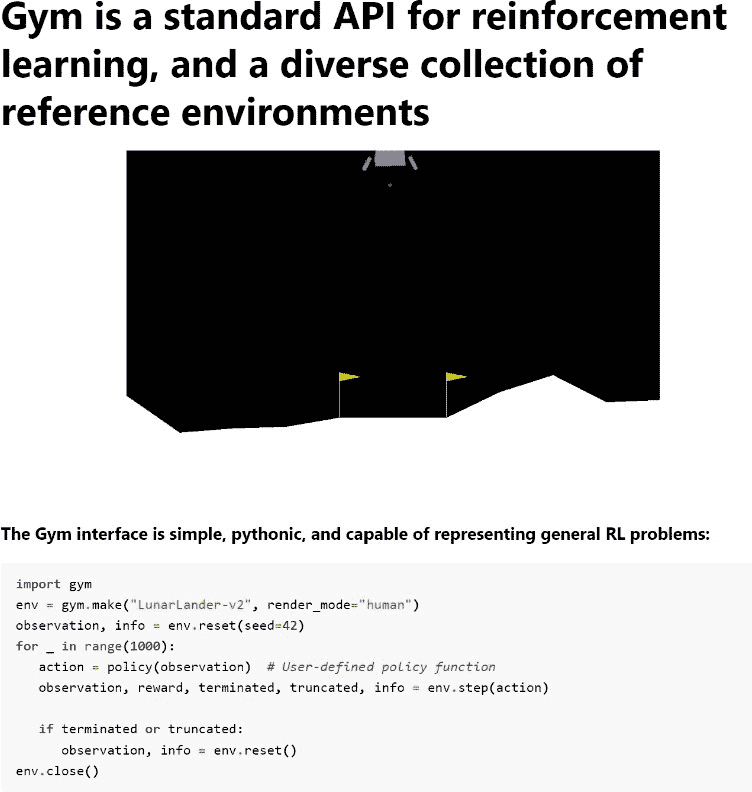 Gym is a standard API for reinforcement
learning, and a diverse collection of
reference environments
The Gym interface is simple, pythonic, and capable of representing general RL problems:
import gym
env = gym.make("LunarLander-v2", render_mode="human")
observation, info = env.reset(seed=42)
for _ in range(1000):
   action = policy(observation)  # User-defined policy function
   observation, reward, terminated, truncated, info = env.step(action)
   if terminated or truncated:
      observation, info = env.reset()
env.close()